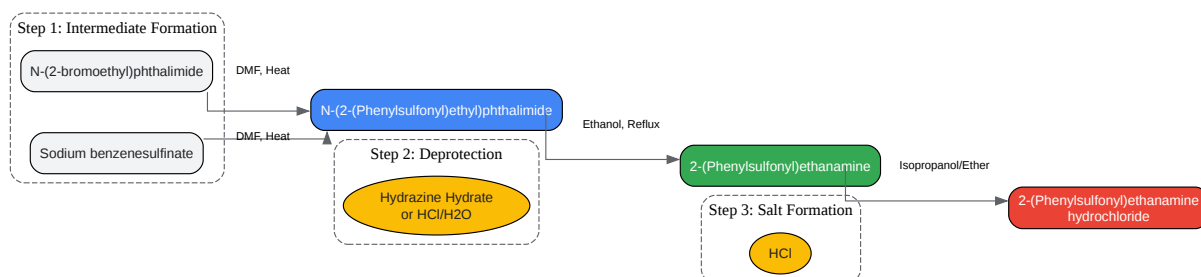 Step 1: Intermediate Formation
N-(2-bromoethyl)phthalimide
DMF, Heat
N-(2-(Phenylsulfonyl)ethyl)phthalimide
Sodium benzenesulfinate
DMF, Heat
Ethanol, Reflux
Step 2: Deprotection
Hydrazine Hydrate
or HCl/H2O
2-(Phenylsulfonyl)ethanamine
Isopropanol/Ether
Step 3: Salt Formation
HCl
2-(Phenylsulfonyl)ethanamine
hydrochloride